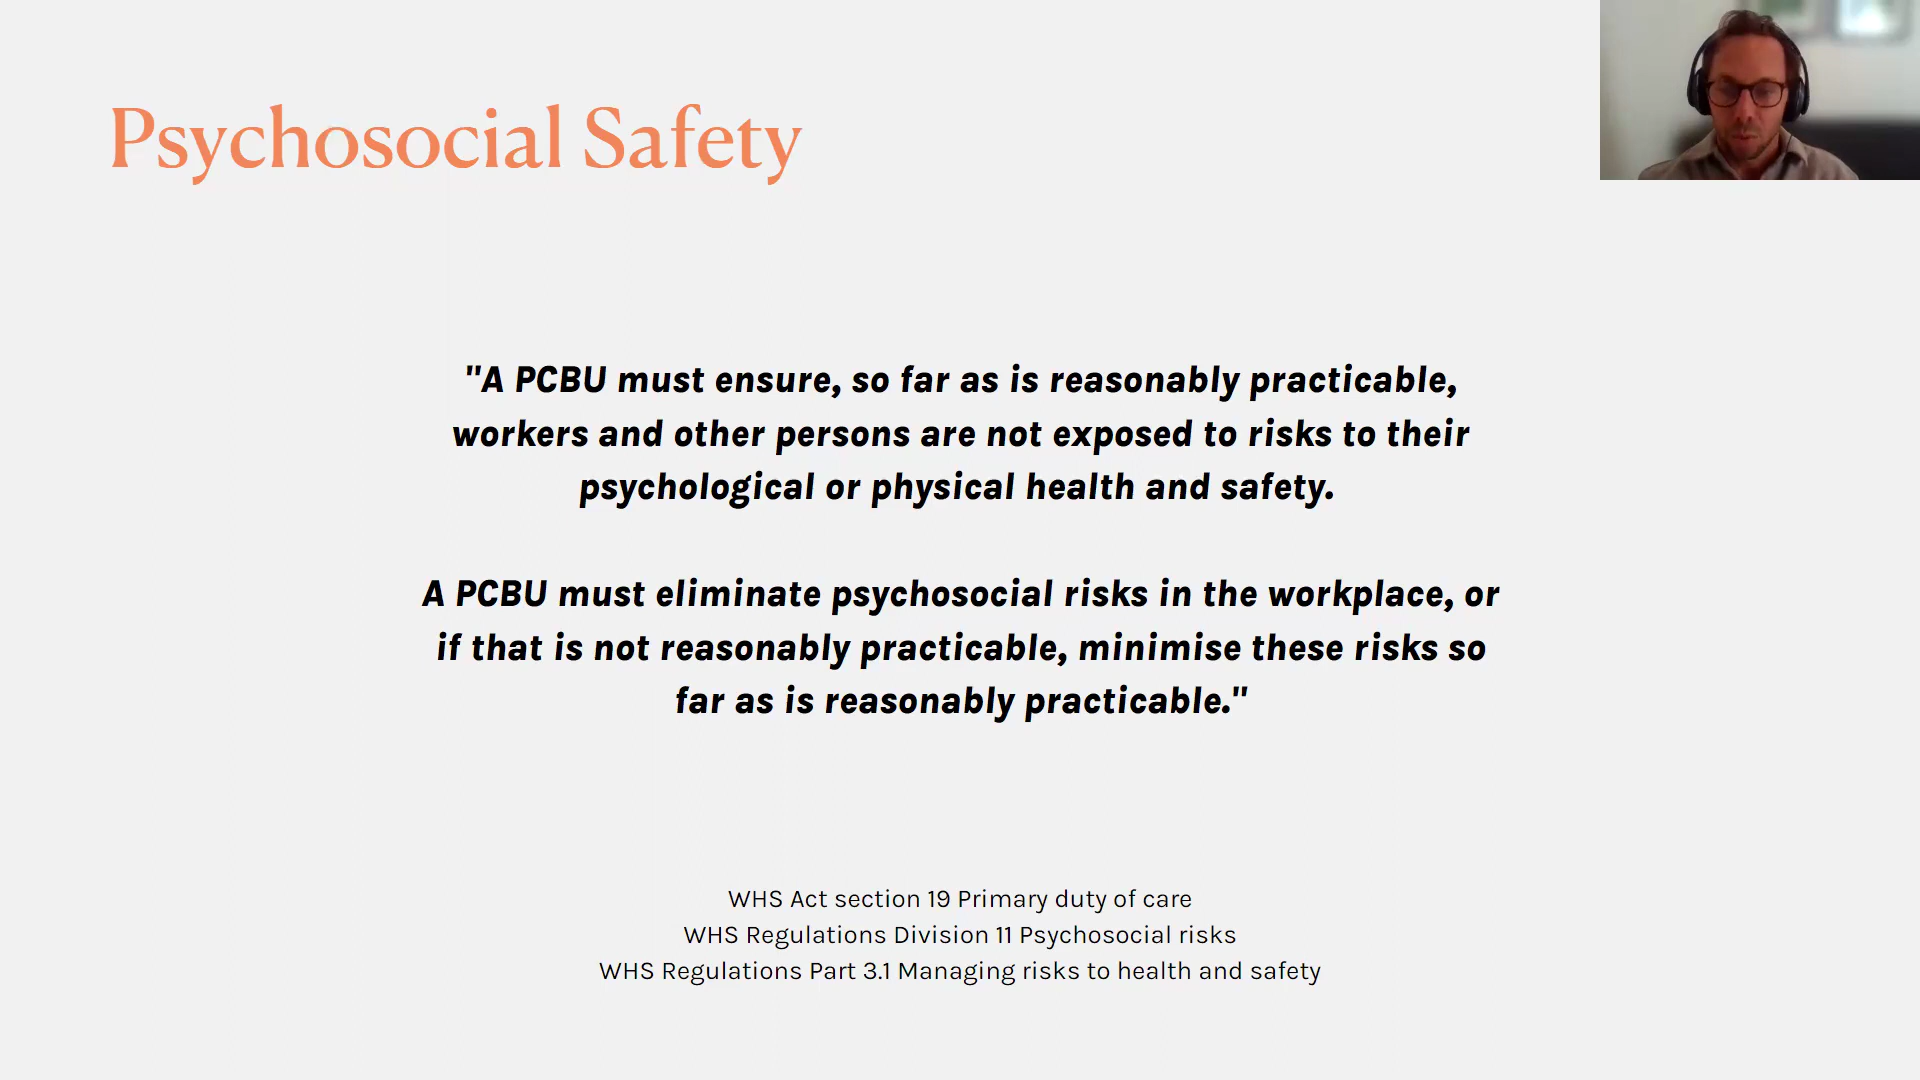 Psychosocial Safety
"A PCBU must ensure, so far as is reasonably practicable,
workers and other persons are not exposed to risks to their
psychological or physical health and safety.
A PCBU must eliminate psychosocial risks in the workplace, or
if that is not reasonably practicable, minimise these risks so
far as is reasonably practicable."
WHS Act section 19 Primary duty of care
WHS Regulations Division 11 Psychosocial risks
WHS Regulations Part 3.1 Managing risks to health and safety